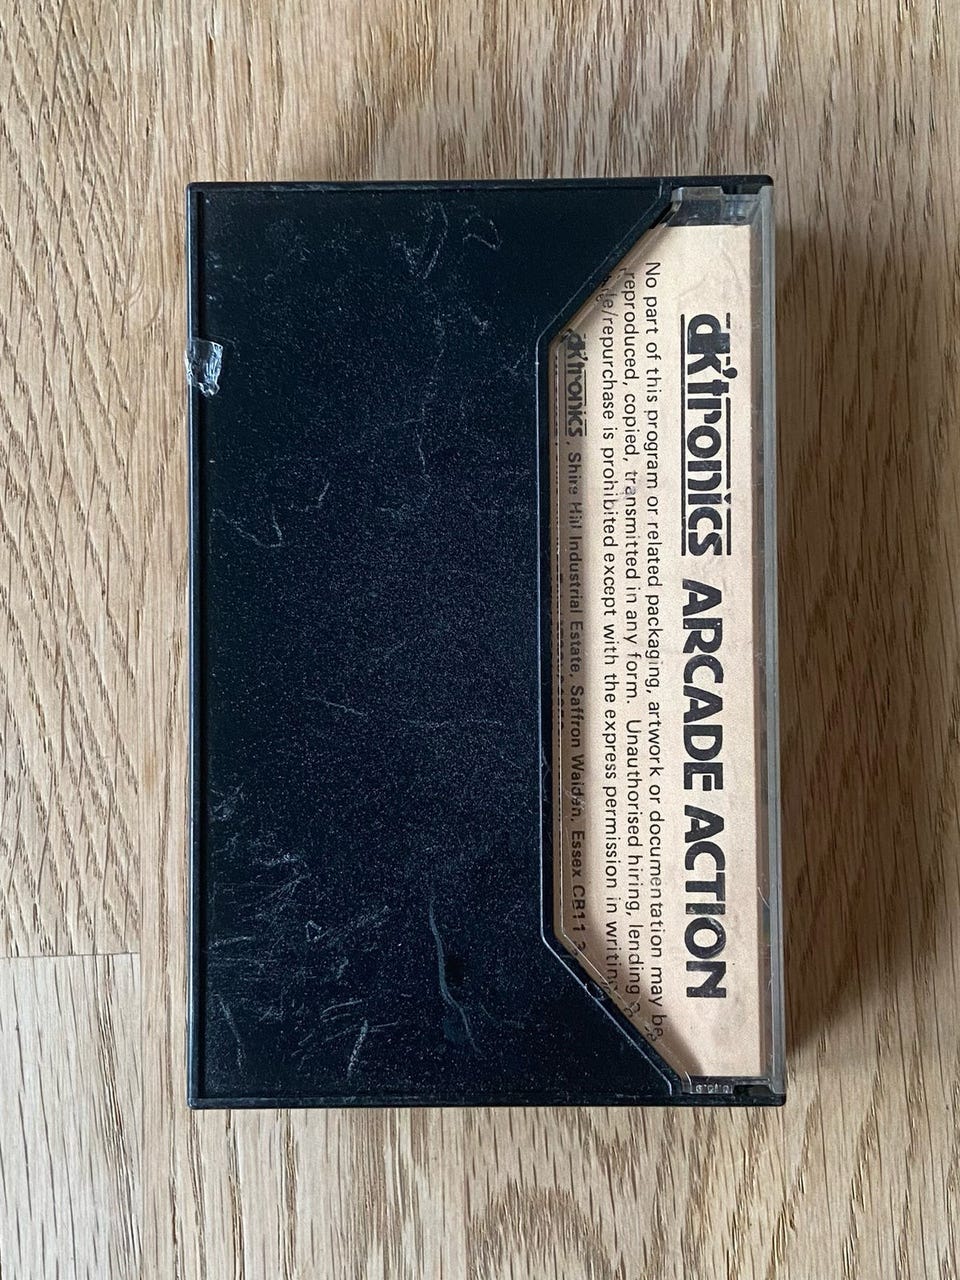 dk'tronics ARCADE ACTION
No part of this program or related packaging, artwork or documentation may be
reproduced, copied, transmitted in any form. Unauthorised hiring, lending
/repurchase is prohibited except with the express permission in writing
dk'tronics, Shire Hill Industrial Estate, Saffron Walden, Essex CB11 3